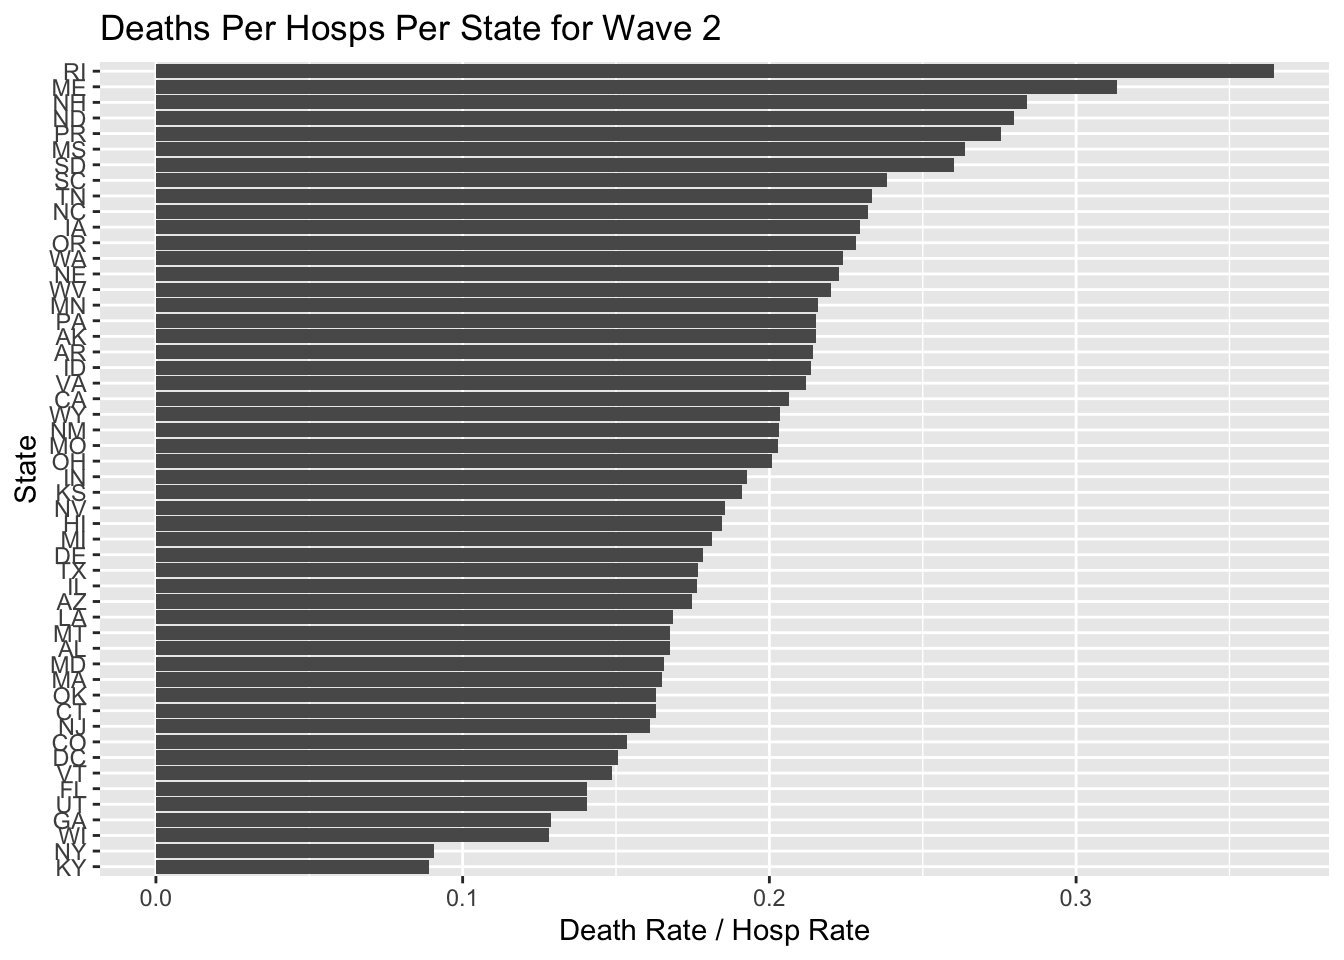 Deaths Per Hosps Per State for Wave 2
RI
ME
NH
ND
PR
MS
SD
SC
TN
NC
IA
OR
WA
NE
WV
MN
PA
AK
AR
ID
VA
CA
WY
NM
MO
OH
IN
KS
NV
HI
MI
DE
TX
IL
AZ
LA
MT
AL
MD
MA
OK
CT
NJ
CO
DC
VT
FL
UT
GA
WI
NY
KY
State
0.0 0.1 0.2 0.3
Death Rate / Hosp Rate